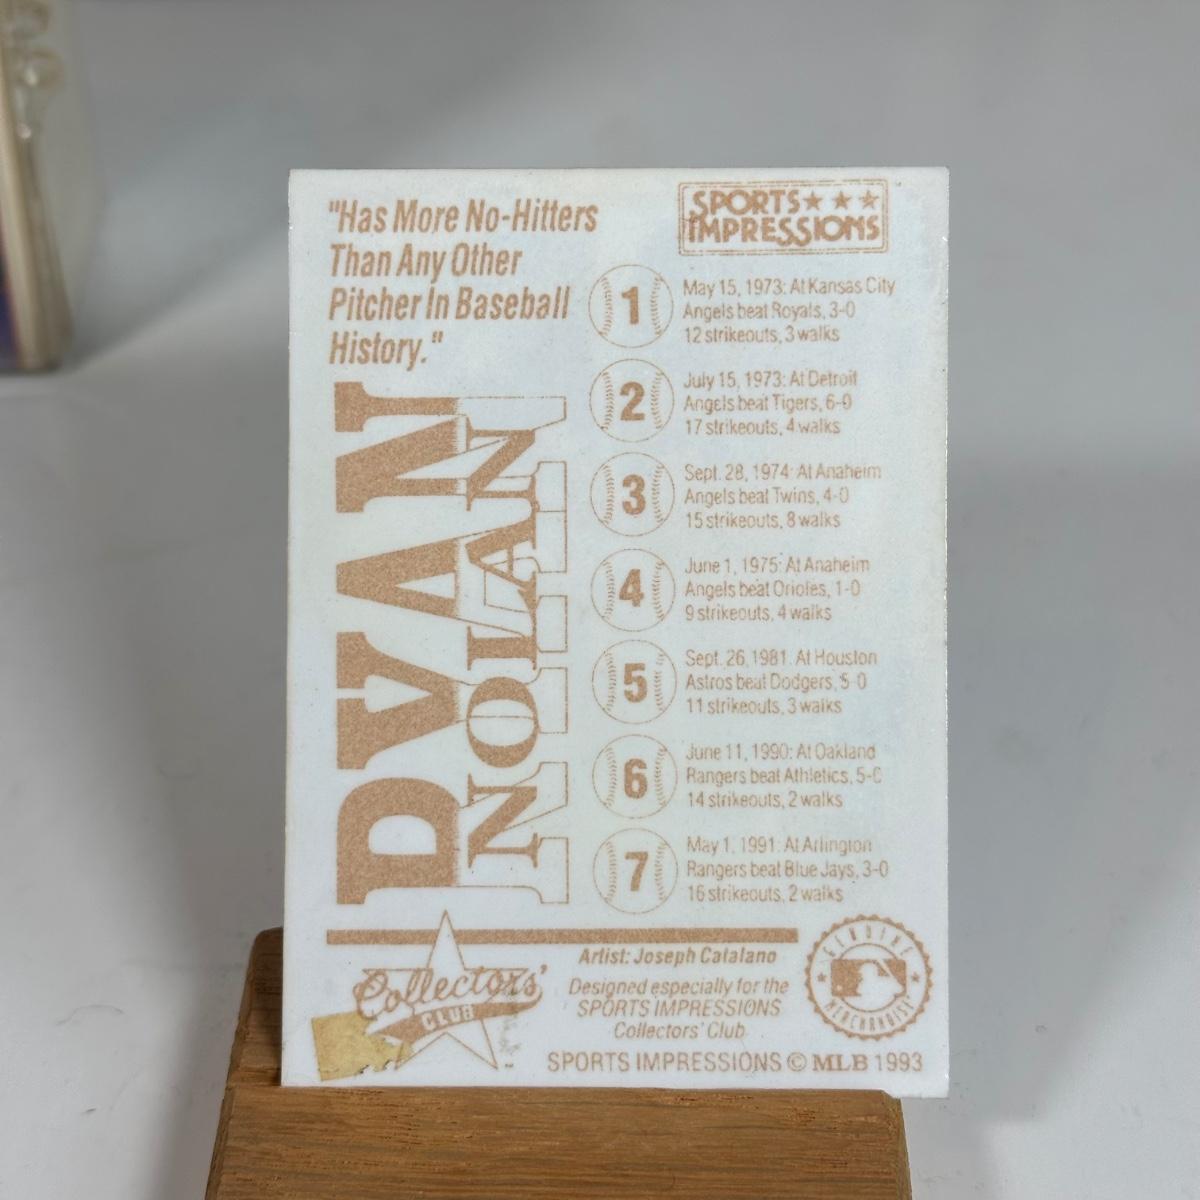 "Has More No-Hitters
Than Any Other
Pitcher In Baseball
History."
SPORTS
IMPRESSIONS
RYAN
NOLAN
1
May 15, 1973: At Kansas City
Angels beat Royals, 3-0
12 strikeouts, 3 walks
2
July 15, 1973: At Detroit
Angels beat Tigers, 6-0
17 strikeouts, 4 walks
3
Sept. 28, 1974: At Anaheim
Angels beat Twins, 4-0
15 strikeouts, 8 walks
4
June 1, 1975: At Anaheim
Angels beat Orioles, 1-0
9 strikeouts, 4 walks
5
Sept. 26, 1981. At Houston
Astros beat Dodgers, 5-0
11 strikeouts, 3 walks
6
June 11, 1990: At Oakland
Rangers beat Athletics, 5-0
14 strikeouts, 2 walks
7
May 1, 1991: At Arlington
Rangers beat Blue Jays, 3-0
16 strikeouts, 2 walks
Collectors'
CLUB
Artist: Joseph Catalano
Designed especially for the
SPORTS IMPRESSIONS
Collectors' Club
GENUINE
MERCHANDISE
SPORTS IMPRESSIONS © MLB 1993